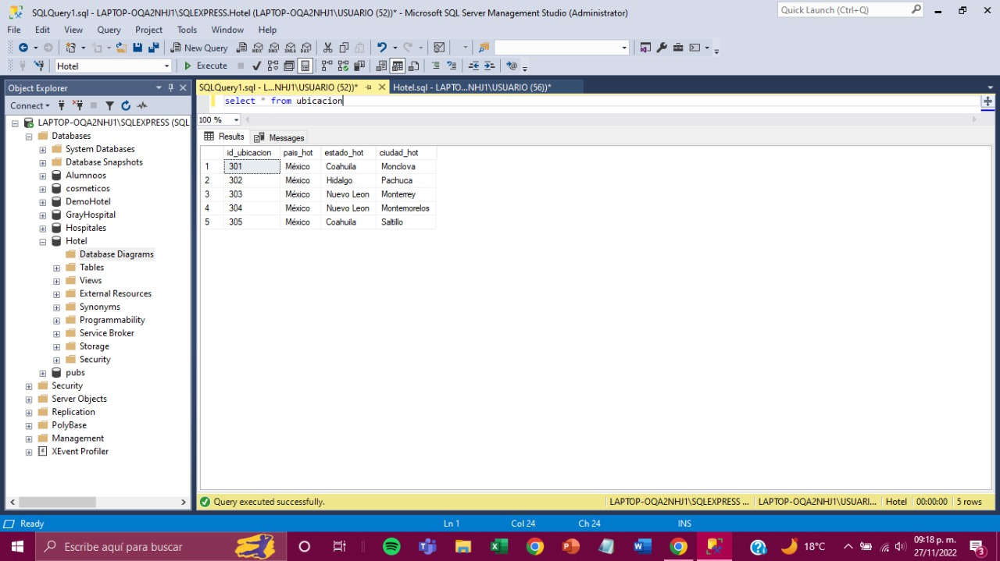 SQLQuery1.sql - LAPTOP-OQA2NHJ1\SQLEXPRESS.Hotel (LAPTOP-OQA2NHJ1\USUARIO (52))* - Microsoft SQL Server Management Studio (Administrator)
Quick Launch (Ctrl+Q)
File Edit View Query Project Tools Window Help
New Query
Hotel Execute
Object Explorer
SQLQuery1.sql - L...NHJ1\USUARIO (52))* Hotel.sql - LAPTO...NHJ1\USUARIO (56))*
Connect
select * from ubicacion
100 %
Results Messages
LAPTOP-OQA2NHJ1\SQLEXPRESS (SQL
Databases
System Databases
Database Snapshots
Alumnoos
cosmeticos
DemoHotel
GrayHospital
Hospitales
Hotel
Database Diagrams
Tables
Views
External Resources
Synonyms
Programmability
Service Broker
Storage
Security
pubs
Security
Server Objects
Replication
PolyBase
Management
XEvent Profiler
id_ubicacion pais_hot estado_hot ciudad_hot
1 301 México Coahuila Monclova
2 302 México Hidalgo Pachuca
3 303 México Nuevo Leon Monterrey
4 304 México Nuevo Leon Montemorelos
5 305 México Coahuila Saltillo
Query executed successfully. LAPTOP-OQA2NHJ1\SQLEXPRESS ... LAPTOP-OQA2NHJ1\USUARI... Hotel 00:00:00 5 rows
Ready Ln 1 Col 24 Ch 24 INS
Escribe aquí para buscar
18°C
09:18 p. m.
27/11/2022
3